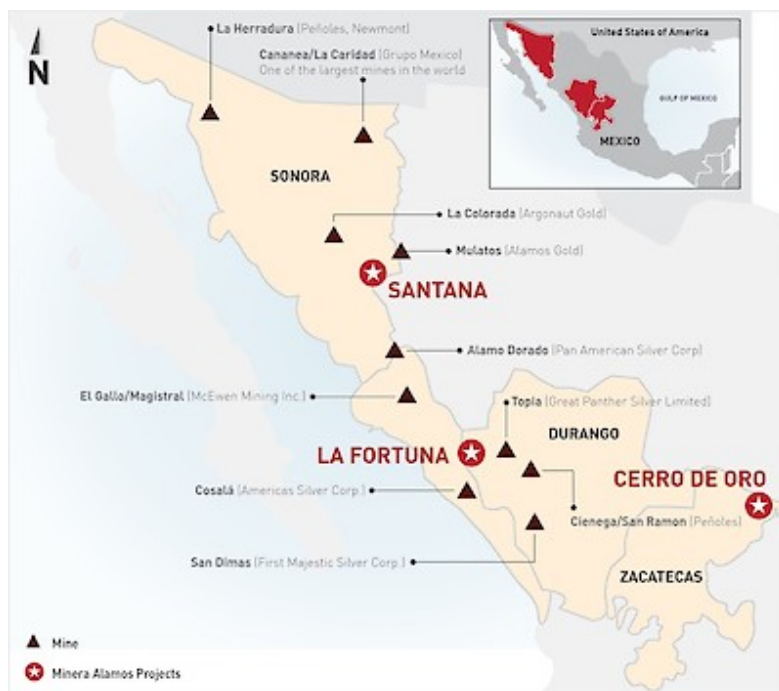 La Herradura (Peñoles, Newmont)
N
Cananea/La Caridad (Grupo Mexico)
One of the largest mines in the world
United States of America
GULF OF MEXICO
MEXICO
SONORA
La Colorada (Argonaut Gold)
Mulatos (Alamos Gold)
SANTANA
Alamo Dorado (Pan American Silver Corp)
El Gallo/Magistral (McEwen Mining Inc.)
Topia (Great Panther Silver Limited)
DURANGO
LA FORTUNA
CERRO DE ORO
Cosalá (Americas Silver Corp.)
Cienega/San Ramon (Peñoles)
San Dimas (First Majestic Silver Corp.)
ZACATECAS
Mine
Minera Alamos Projects